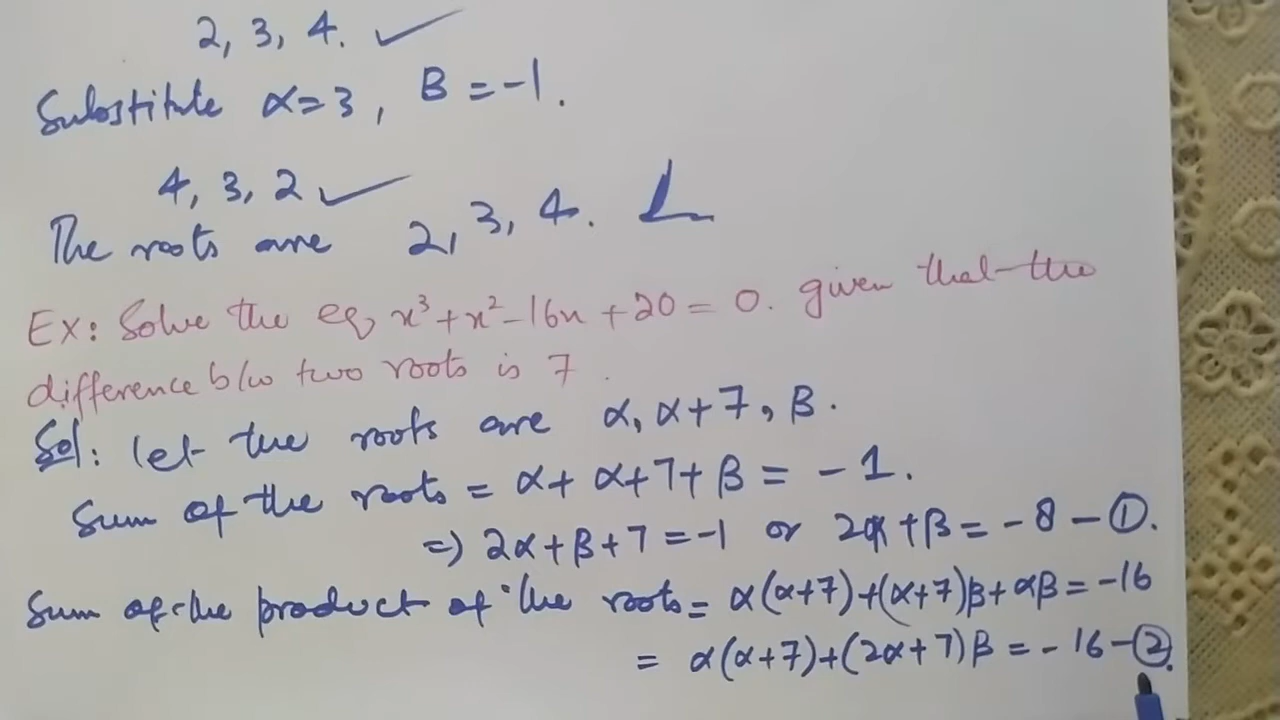 2, 3, 4. ✓
Substitute α=3, B=-1.
4, 3, 2 ✓
The roots are 2, 3, 4.
Ex: Solve the eq x³+x²-16x+20=0. given that the
difference b/w two roots is 7.
Sol: let the roots are α, α+7, β.
Sum of the roots = α+α+7+β = -1.
=) 2α+β+7=-1 or 2α+β=-8-①.
Sum of the product of the roots= α(α+7)+(α+7)β+αβ=-16
= α(α+7)+(2α+7)β=-16-②.